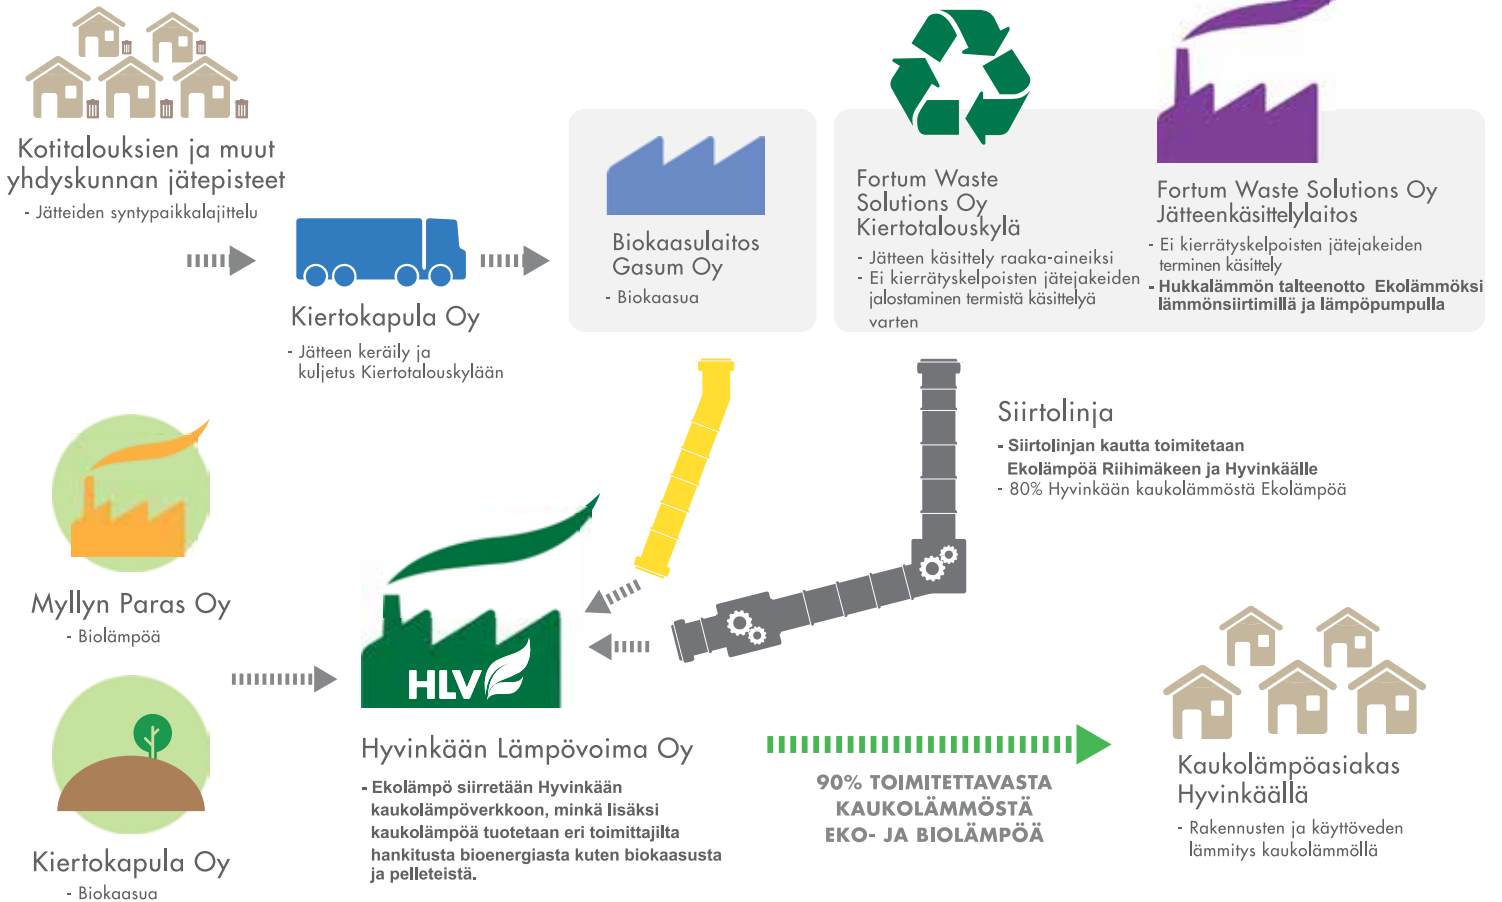 Kotitalouksien ja muut
yhdyskunnan jätepisteet
- Jätteiden syntypaikkalajittelu
Kiertokapula Oy
- Jätteen keräily ja
kuljetus Kiertotalouskylään
Biokaasulaitos
Gasum Oy
- Biokaasua
Fortum Waste
Solutions Oy
Kiertotalouskylä
- Jätteen käsittely raaka-aineiksi
- Ei kierrätyskelpoisten jätejakeiden
jalostaminen termistä käsittelyä
varten
Fortum Waste Solutions Oy
Jätteenkäsittelylaitos
- Ei kierrätyskelpoisten jätejakeiden
terminen käsittely
- Hukkalämmön talteenotto Ekolämmöksi
lämmönsiirtimillä ja lämpöpumpulla
Siirtolinja
- Siirtolinjan kautta toimitetaan
Ekolämpöä Riihimäkeen ja Hyvinkäälle
- 80% Hyvinkään kaukolämmöstä Ekolämpöä
Myllyn Paras Oy
- Biolämpöä
Kiertokapula Oy
- Biokaasua
HLV
Hyvinkään Lämpövoima Oy
- Ekolämpö siirretään Hyvinkään
kaukolämpöverkkoon, minkä lisäksi
kaukolämpöä tuotetaan eri toimittajilta
hankitusta bioenergiasta kuten biokaasusta
ja pelleteistä.
90% TOIMITETTAVASTA
KAUKOLÄMMÖSTÄ
EKO- JA BIOLÄMPÖÄ
Kaukolämpöasiakas
Hyvinkäällä
- Rakennusten ja käyttöveden
lämmitys kaukolämmöllä